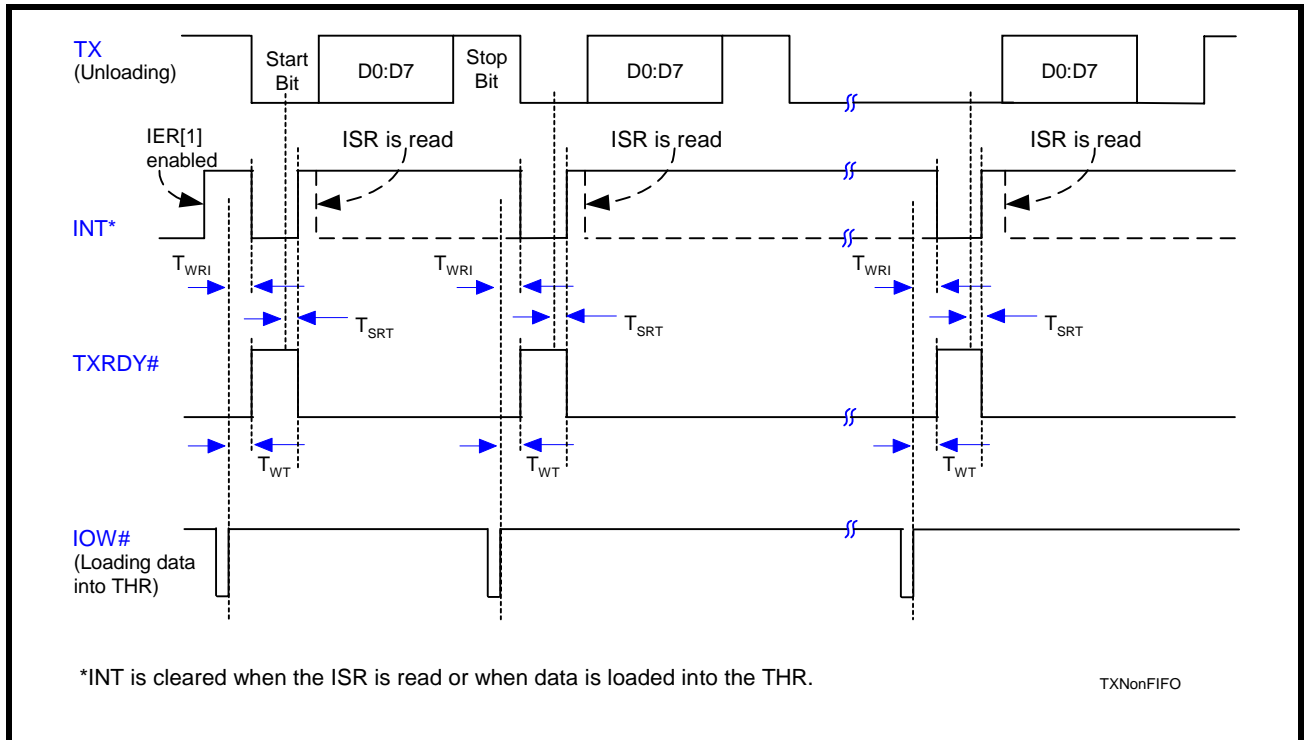 TX
(Unloading)
Start
Bit
D0:D7
Stop
Bit
D0:D7
D0:D7
IER[1]
enabled
ISR is read
ISR is read
ISR is read
INT*
TWRI
TWRI
TWRI
TSRT
TSRT
TSRT
TXRDY#
TWT
TWT
TWT
IOW#
(Loading data
into THR)
*INT is cleared when the ISR is read or when data is loaded into the THR.
TXNonFIFO